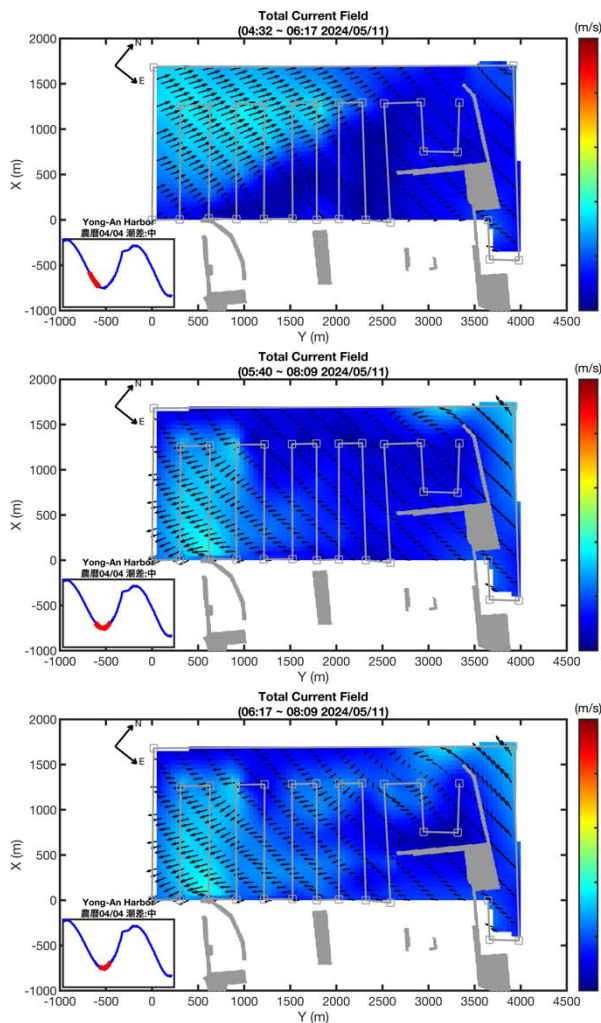 Total Current Field
(04:32 ~ 06:17 2024/05/11)
(m/s)
2000
1500
1000
500
0
-500
-1000
X (m)
N
E
Yong-An Harbor
農曆04/04 潮差:中
-1000 -500 0 500 1000 1500 2000 2500 3000 3500 4000 4500
Y (m)
Total Current Field
(05:40 ~ 08:09 2024/05/11)
(m/s)
2000
1500
1000
500
0
-500
-1000
X (m)
N
E
Yong-An Harbor
農曆04/04 潮差:中
-1000 -500 0 500 1000 1500 2000 2500 3000 3500 4000 4500
Y (m)
Total Current Field
(06:17 ~ 08:09 2024/05/11)
(m/s)
2000
1500
1000
500
0
-500
-1000
X (m)
N
E
Yong-An Harbor
農曆04/04 潮差:中
-1000 -500 0 500 1000 1500 2000 2500 3000 3500 4000 4500
Y (m)